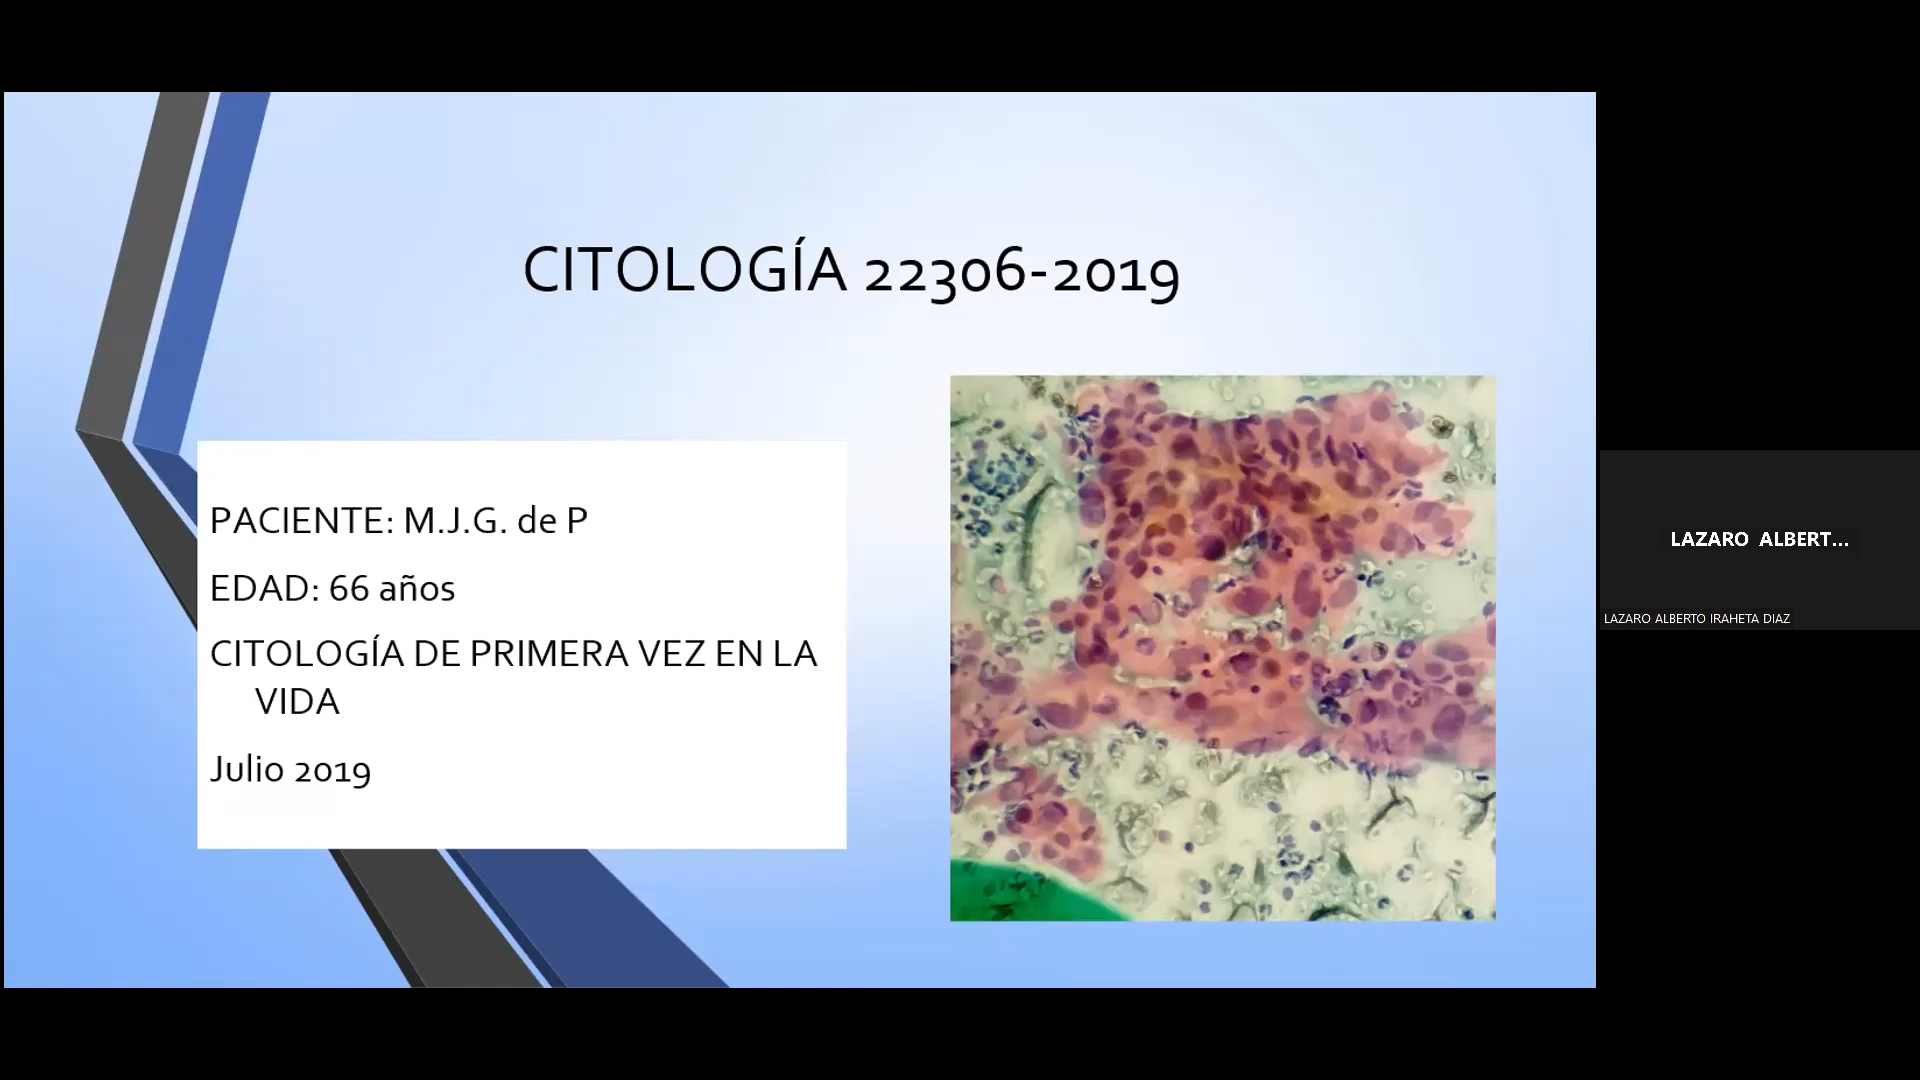 CITOLOGÍA 22306-2019
PACIENTE: M.J.G. de P
EDAD: 66 años
CITOLOGÍA DE PRIMERA VEZ EN LA
VIDA
Julio 2019
LAZARO ALBERT...
LAZARO ALBERTO IRAHETA DIAZ